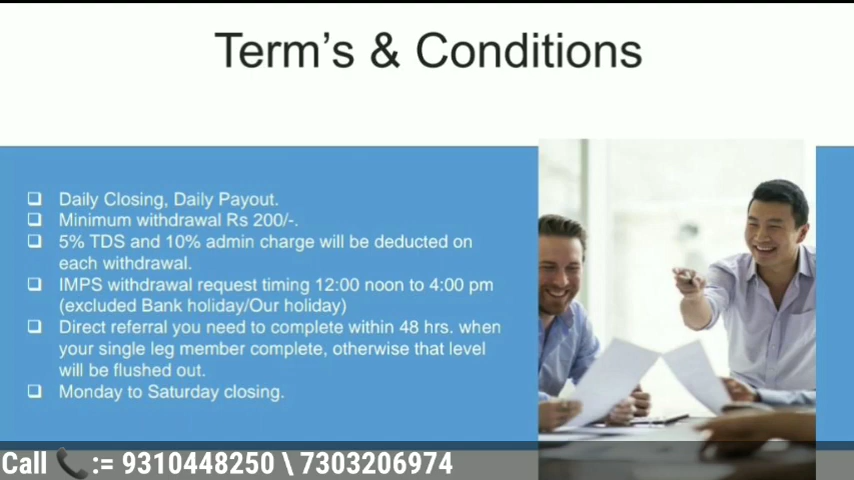 Term's & Conditions
❑ Daily Closing, Daily Payout.
❑ Minimum withdrawal Rs 200/-.
❑ 5% TDS and 10% admin charge will be deducted on
each withdrawal.
❑ IMPS withdrawal request timing 12:00 noon to 4:00 pm
(excluded Bank holiday/Our holiday)
❑ Direct referral you need to complete within 48 hrs. when
your single leg member complete, otherwise that level
will be flushed out.
❑ Monday to Saturday closing.
Call 📞:= 9310448250 \ 7303206974